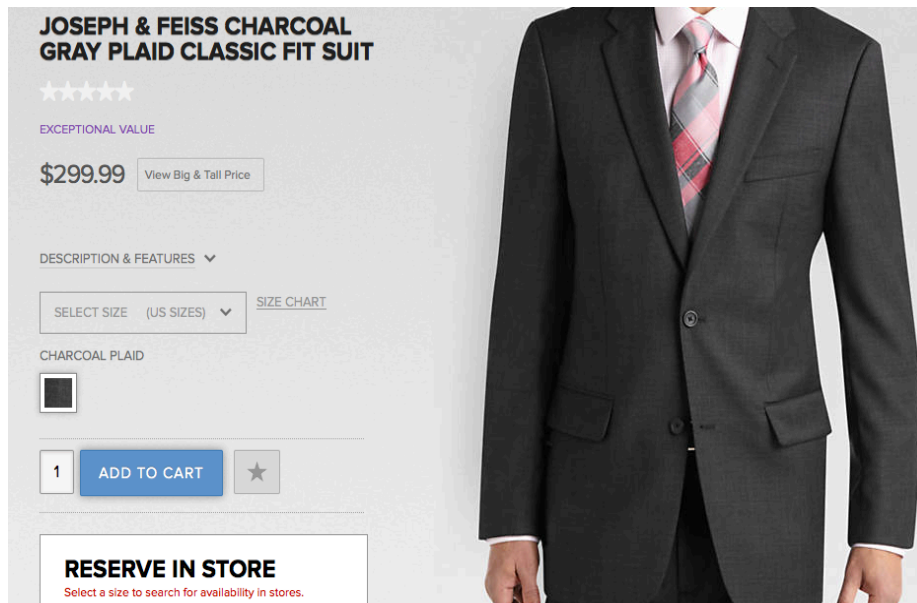 JOSEPH & FEISS CHARCOAL
GRAY PLAID CLASSIC FIT SUIT
EXCEPTIONAL VALUE
$299.99 View Big & Tall Price
DESCRIPTION & FEATURES
SELECT SIZE (US SIZES) SIZE CHART
CHARCOAL PLAID
1 ADD TO CART
RESERVE IN STORE
Select a size to search for availability in stores.